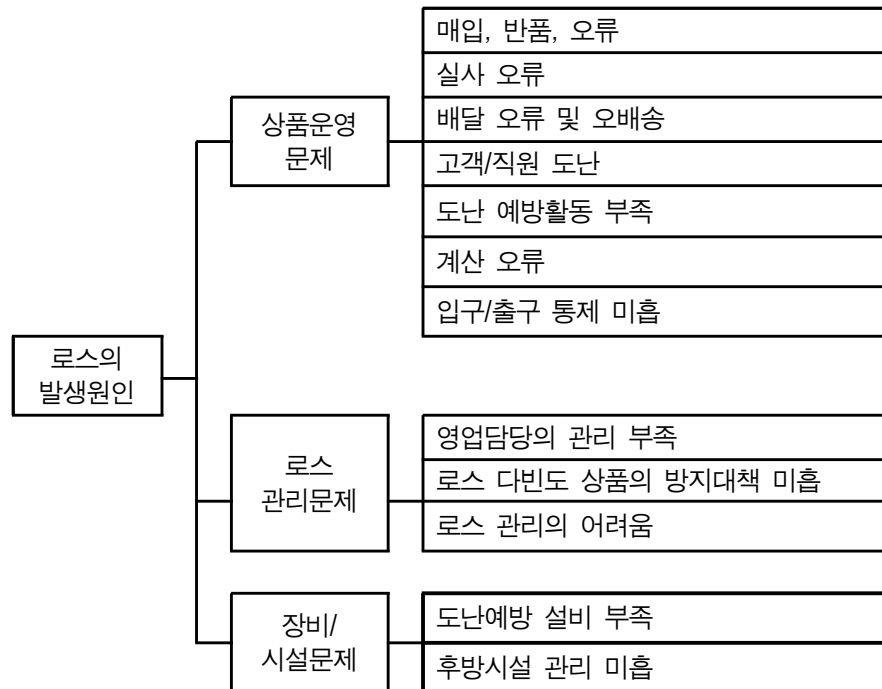 로스의
발생원인
상품운영
문제
매입, 반품, 오류
실사 오류
배달 오류 및 오배송
고객/직원 도난
도난 예방활동 부족
계산 오류
입구/출구 통제 미흡
로스
관리문제
영업담당의 관리 부족
로스 다빈도 상품의 방지대책 미흡
로스 관리의 어려움
장비/
시설문제
도난예방 설비 부족
후방시설 관리 미흡